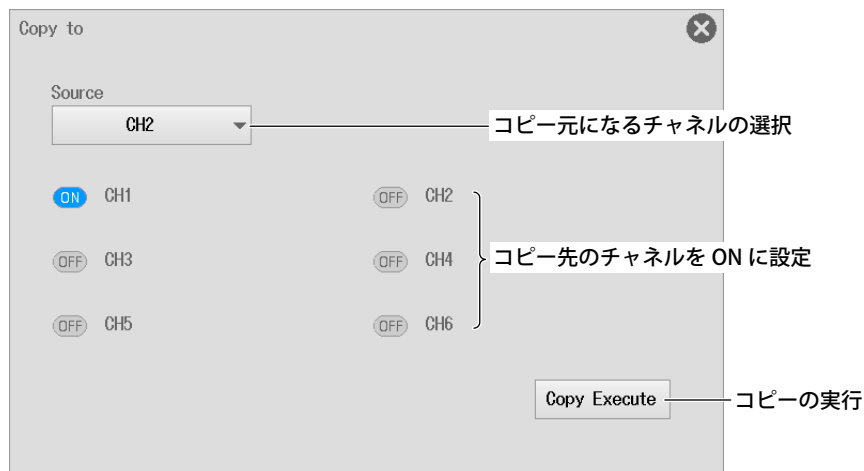 Copy to
Source
CH2
コピー元になるチャネルの選択
ON CH1 OFF CH2
OFF CH3 OFF CH4
コピー先のチャネルを ON に設定
OFF CH5 OFF CH6
Copy Execute
コピーの実行